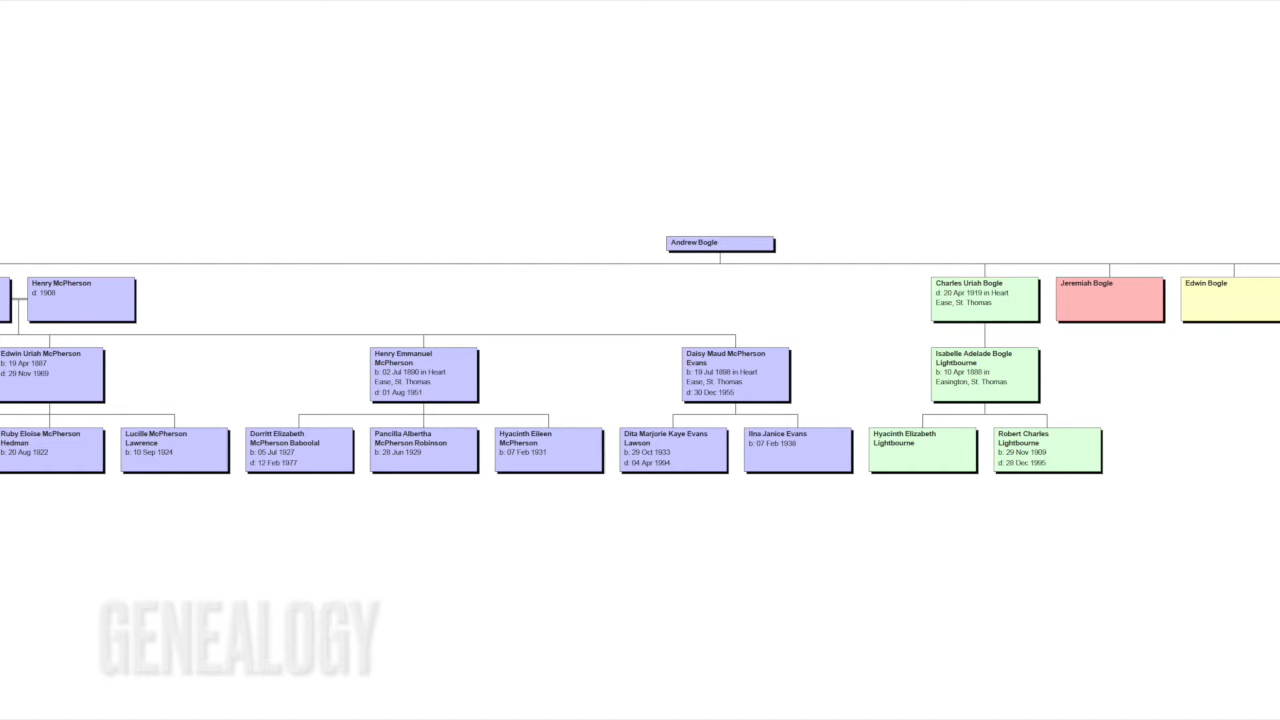 Andrew Bogle
Henry McPherson
d: 1908
Charles Uriah Bogle
d: 20 Apr 1919 in Heart
Ease, St. Thomas
Jeremiah Bogle
Edwin Bogle
Edwin Uriah McPherson
b: 19 Apr 1887
d: 29 Nov 1969
Henry Emmanuel
McPherson
b: 02 Jul 1890 in Heart
Ease, St. Thomas
d: 01 Aug 1951
Daisy Maud McPherson
Evans
b: 19 Jul 1898 in Heart
Ease, St. Thomas
d: 30 Dec 1955
Isabelle Adelade Bogle
Lightbourne
b: 10 Apr 1888 in
Easington, St. Thomas
Ruby Eloise McPherson
Hedman
b: 20 Aug 1922
Lucille McPherson
Lawrence
b: 10 Sep 1924
Dorritt Elizabeth
McPherson Baboolal
b: 05 Jul 1927
d: 12 Feb 1977
Pancilla Albertha
McPherson Robinson
b: 28 Jun 1929
Hyacinth Eileen
McPherson
b: 07 Feb 1931
Dita Marjorie Kaye Evans
Lawson
b: 29 Oct 1933
d: 04 Apr 1994
Ilna Janice Evans
b: 07 Feb 1938
Hyacinth Elizabeth
Lightbourne
Robert Charles
Lightbourne
b: 29 Nov 1909
d: 28 Dec 1995
GENEALOGY